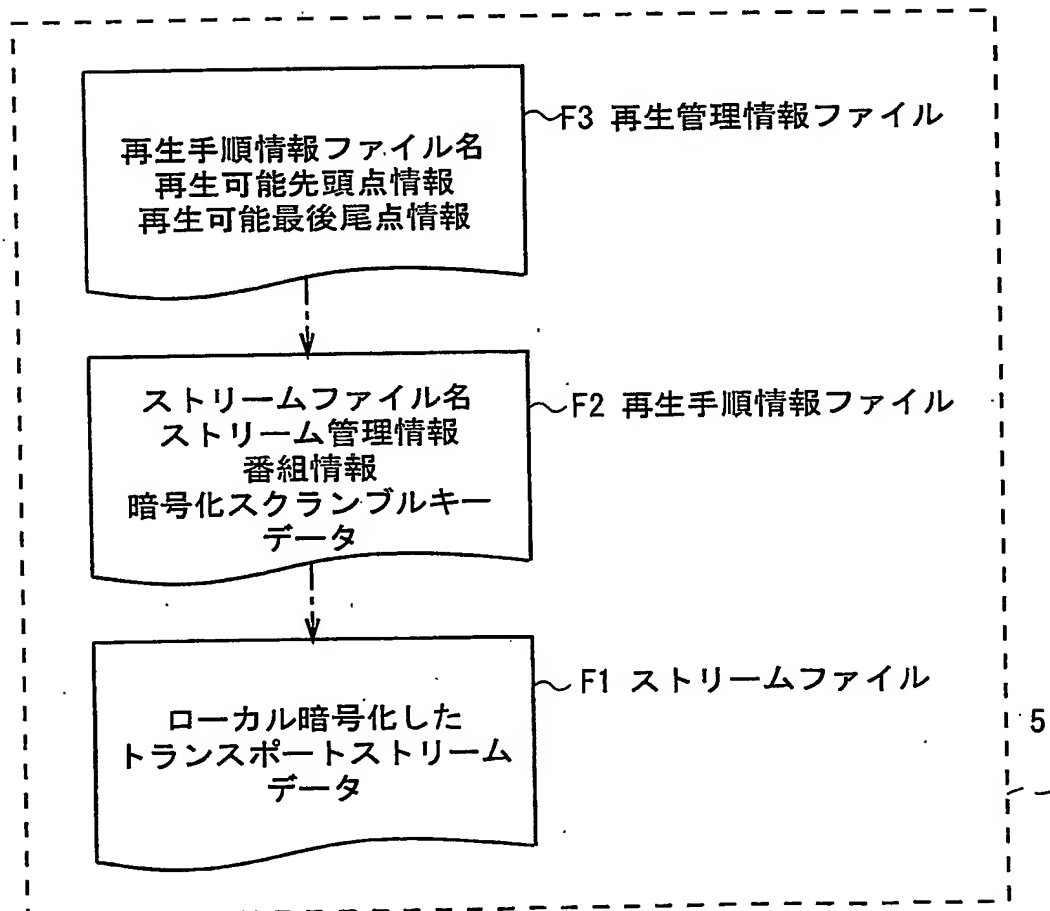 再生手順情報ファイル名
再生可能先頭点情報
再生可能最後尾点情報
F3 再生管理情報ファイル
ストリームファイル名
ストリーム管理情報
番組情報
暗号化スクランブルキー
データ
F2 再生手順情報ファイル
ローカル暗号化した
トランスポートストリーム
データ
F1 ストリームファイル
5